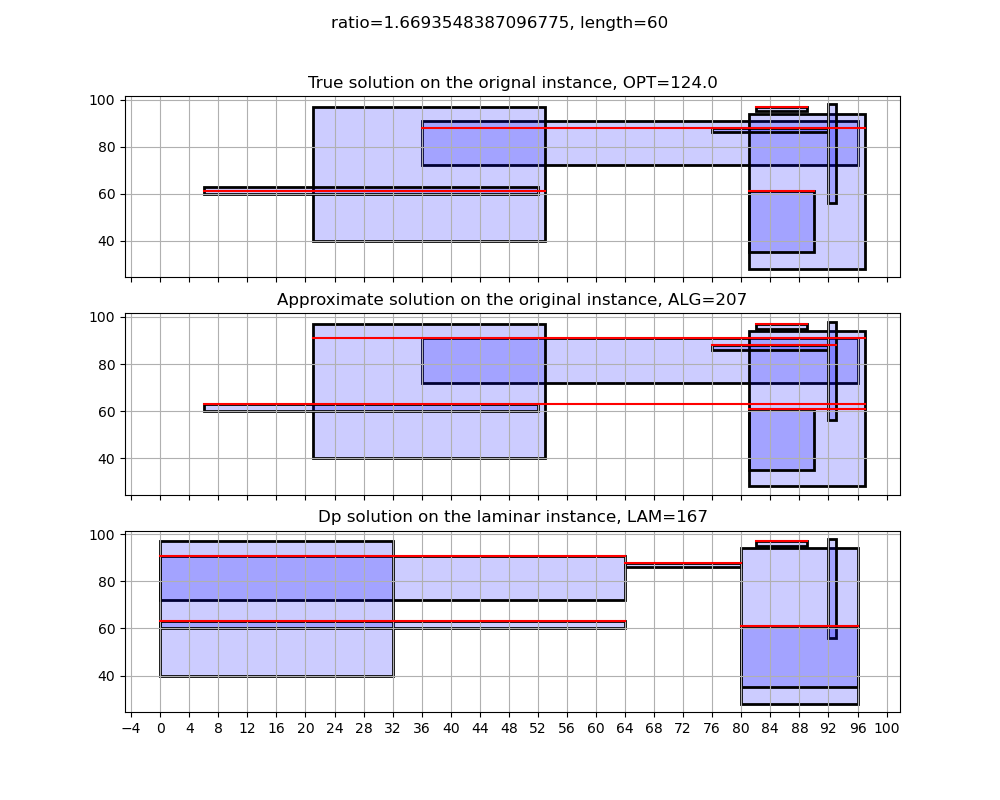 ratio=1.6693548387096775, length=60
True solution on the orignal instance, OPT=124.0
100
80
60
40
Approximate solution on the original instance, ALG=207
100
80
60
40
Dp solution on the laminar instance, LAM=167
100
80
60
40
−4 0 4 8 12 16 20 24 28 32 36 40 44 48 52 56 60 64 68 72 76 80 84 88 92 96 100